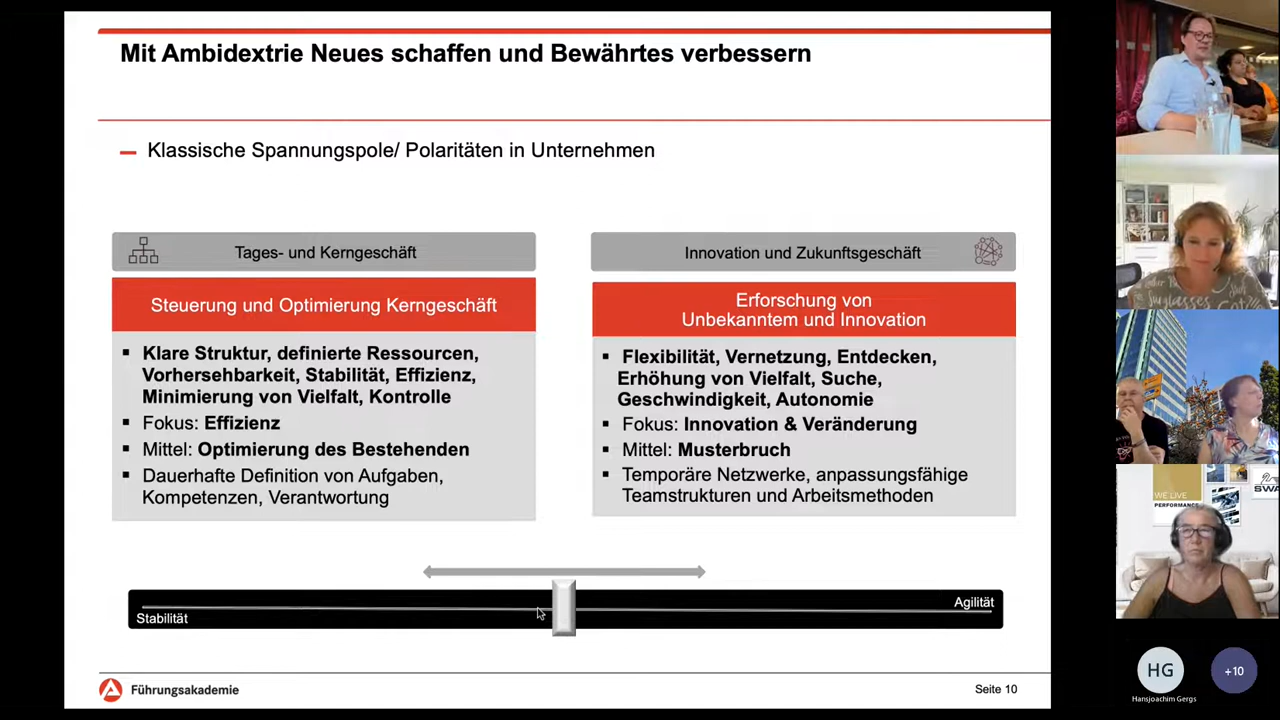 Mit Ambidextrie Neues schaffen und Bewährtes verbessern
Klassische Spannungspole/ Polaritäten in Unternehmen
Tages- und Kerngeschäft
Steuerung und Optimierung Kerngeschäft
Klare Struktur, definierte Ressourcen,
Vorhersehbarkeit, Stabilität, Effizienz,
Minimierung von Vielfalt, Kontrolle
Fokus: Effizienz
Mittel: Optimierung des Bestehenden
Dauerhafte Definition von Aufgaben,
Kompetenzen, Verantwortung
Innovation und Zukunftsgeschäft
Erforschung von
Unbekanntem und Innovation
Flexibilität, Vernetzung, Entdecken,
Erhöhung von Vielfalt, Suche,
Geschwindigkeit, Autonomie
Fokus: Innovation & Veränderung
Mittel: Musterbruch
Temporäre Netzwerke, anpassungsfähige
Teamstrukturen und Arbeitsmethoden
Stabilität
Agilität
Führungsakademie
Seite 10
WE LIVE
PERFORMANCE
HG
+10
Hansjoachim Gergs